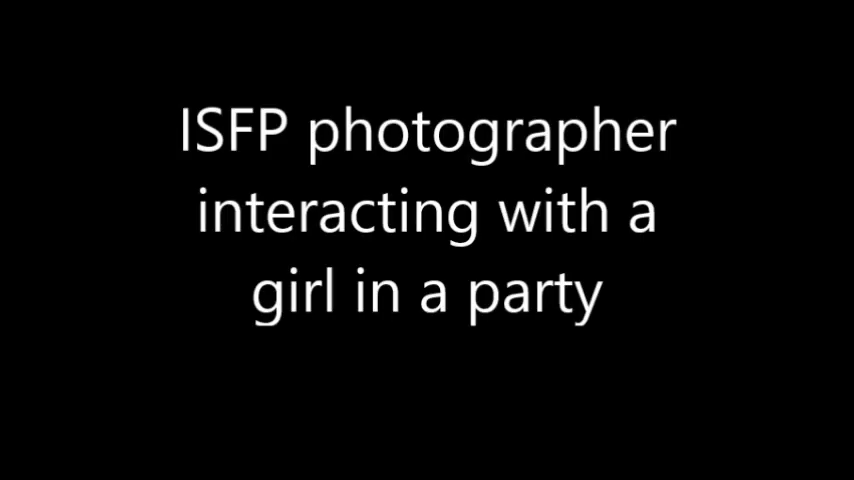 ISFP photographer
interacting with a
girl in a party